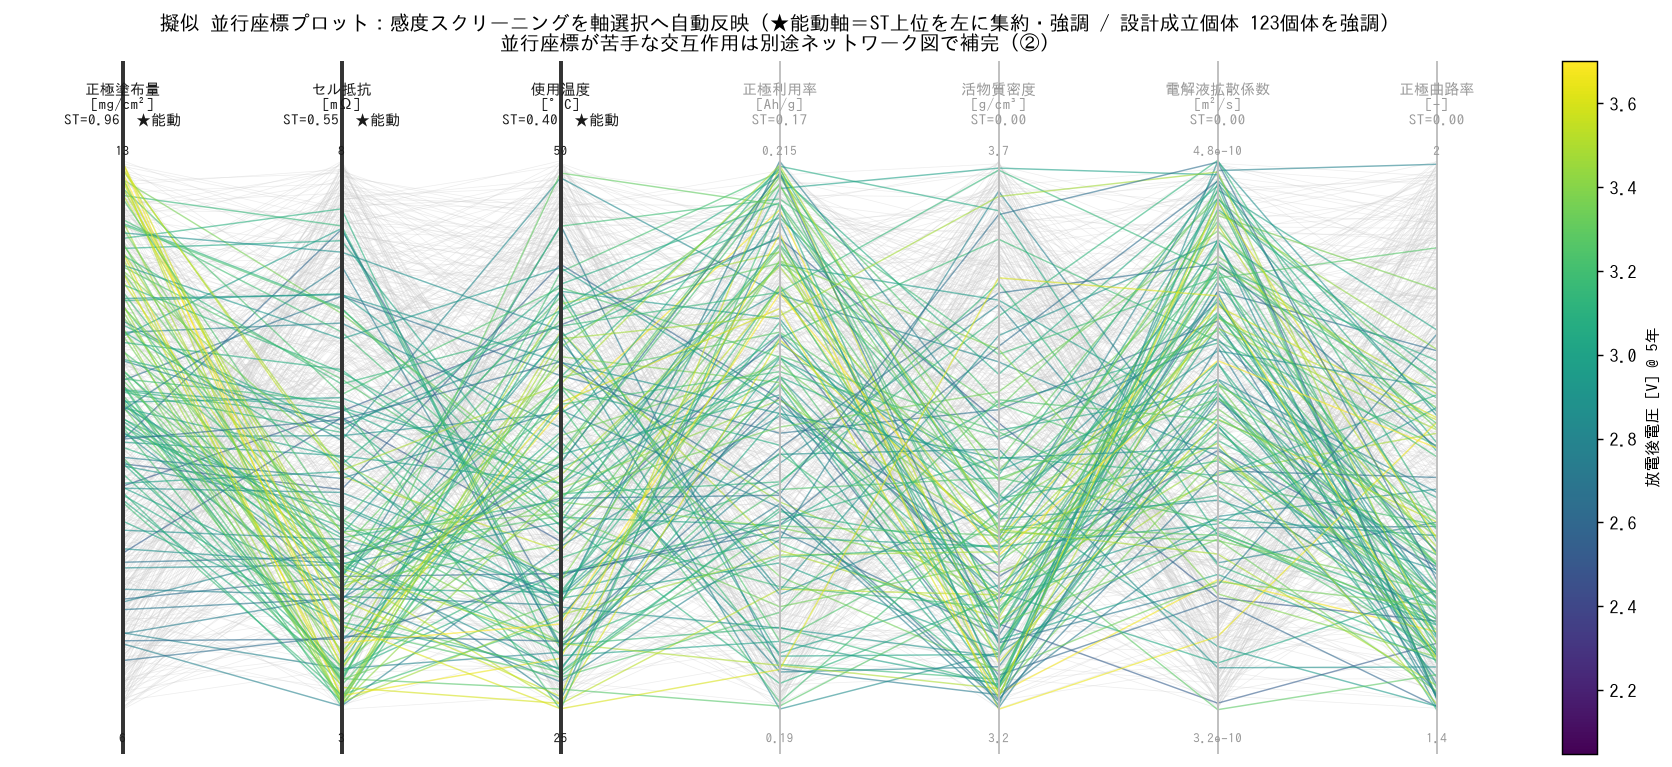 擬似 並行座標プロット：感度スクリーニングを軸選択へ自動反映（★能動軸＝ST上位を左に集約・強調 / 設計成立個体 123個体を強調）
並行座標が苦手な交互作用は別途ネットワーク図で補完（②）
正極塗布量
[mg/cm²]
ST=0.96 ★能動
18
6
セル抵抗
[mΩ]
ST=0.55 ★能動
8
3
使用温度
[°C]
ST=0.40 ★能動
50
25
正極利用率
[Ah/g]
ST=0.17
0.215
0.19
活物質密度
[g/cm³]
ST=0.00
3.7
3.2
電解液拡散係数
[m²/s]
ST=0.00
4.8e-10
3.2e-10
正極曲路率
[-]
ST=0.00
2
1.4
3.6
3.4
3.2
3.0
2.8
2.6
2.4
2.2
放電後電圧 [V] @ 5年